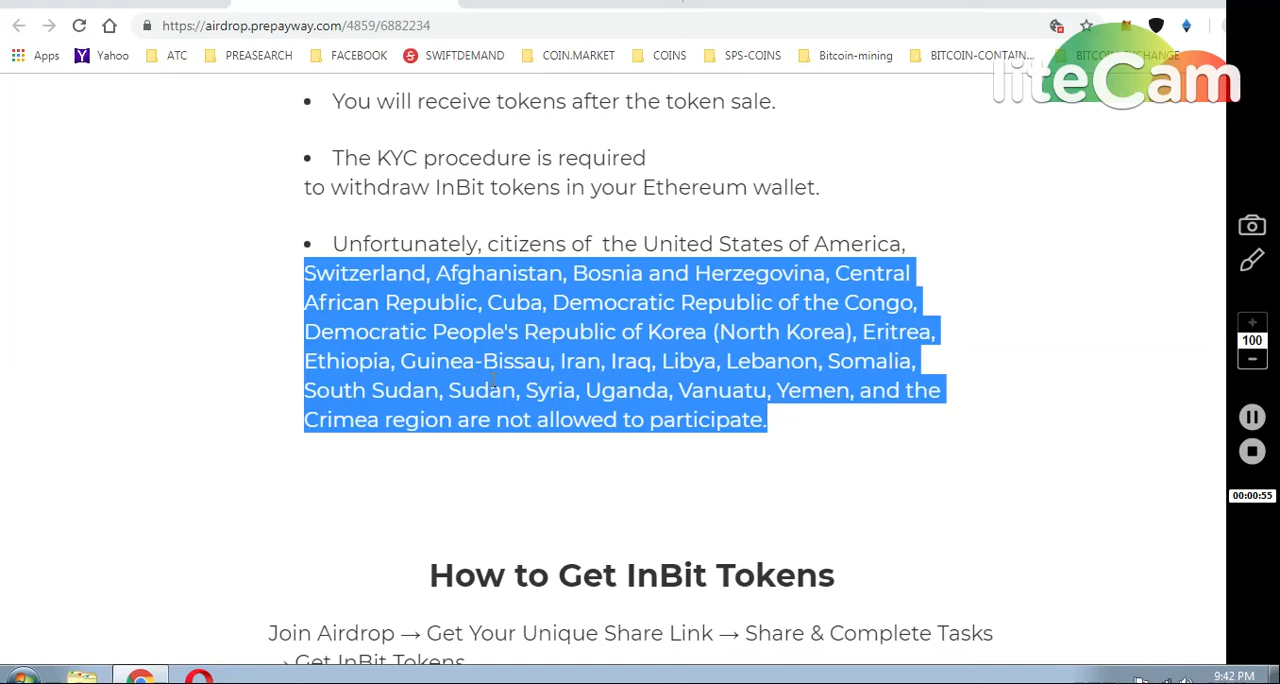 https://airdrop.prepayway.com/4859/6882234
Apps Yahoo ATC PREASEARCH FACEBOOK SWIFTDEMAND COIN.MARKET COINS SPS-COINS Bitcoin-mining BITCOIN-CONTAIN... BITCOIN-EXCHANGE
liteCam
• You will receive tokens after the token sale.
• The KYC procedure is required
to withdraw InBit tokens in your Ethereum wallet.
• Unfortunately, citizens of the United States of America,
Switzerland, Afghanistan, Bosnia and Herzegovina, Central
African Republic, Cuba, Democratic Republic of the Congo,
Democratic People's Republic of Korea (North Korea), Eritrea,
Ethiopia, Guinea-Bissau, Iran, Iraq, Libya, Lebanon, Somalia,
South Sudan, Sudan, Syria, Uganda, Vanuatu, Yemen, and the
Crimea region are not allowed to participate.
100
00:00:55
How to Get InBit Tokens
Join Airdrop → Get Your Unique Share Link → Share & Complete Tasks
→ Get InBit Tokens
9:42 PM